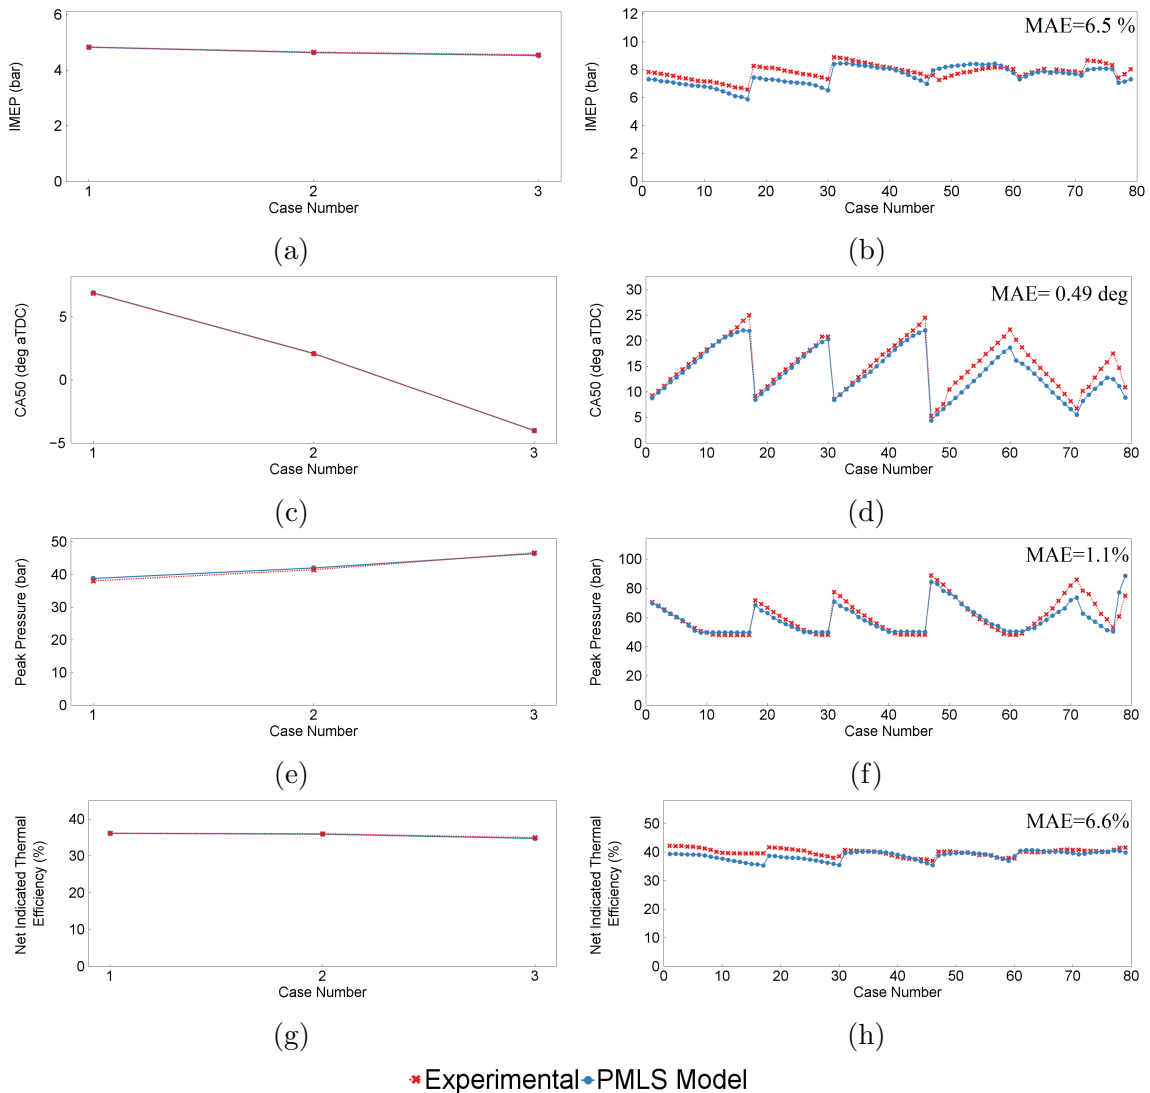 6
4
2
0
IMEP (bar)
1
2
3
Case Number
(a)
MAE=6.5 %
12
10
8
6
4
2
0
IMEP (bar)
0
10
20
30
40
50
60
70
80
Case Number
(b)
5
0
−5
CA50 (deg aTDC)
1
2
3
Case Number
(c)
MAE= 0.49 deg
30
25
20
15
10
5
0
CA50 (deg aTDC)
0
10
20
30
40
50
60
70
80
Case Number
(d)
50
40
30
20
10
0
Peak Pressure (bar)
1
2
3
Case Number
(e)
MAE=1.1%
100
80
60
40
20
0
Peak Pressure (bar)
0
10
20
30
40
50
60
70
80
Case Number
(f)
40
30
20
10
0
Net Indicated Thermal
Efficiency (%)
1
2
3
Case Number
(g)
MAE=6.6%
50
40
30
20
10
0
Net Indicated Thermal
Efficiency (%)
0
10
20
30
40
50
60
70
80
Case Number
(h)
Experimental PMLS Model